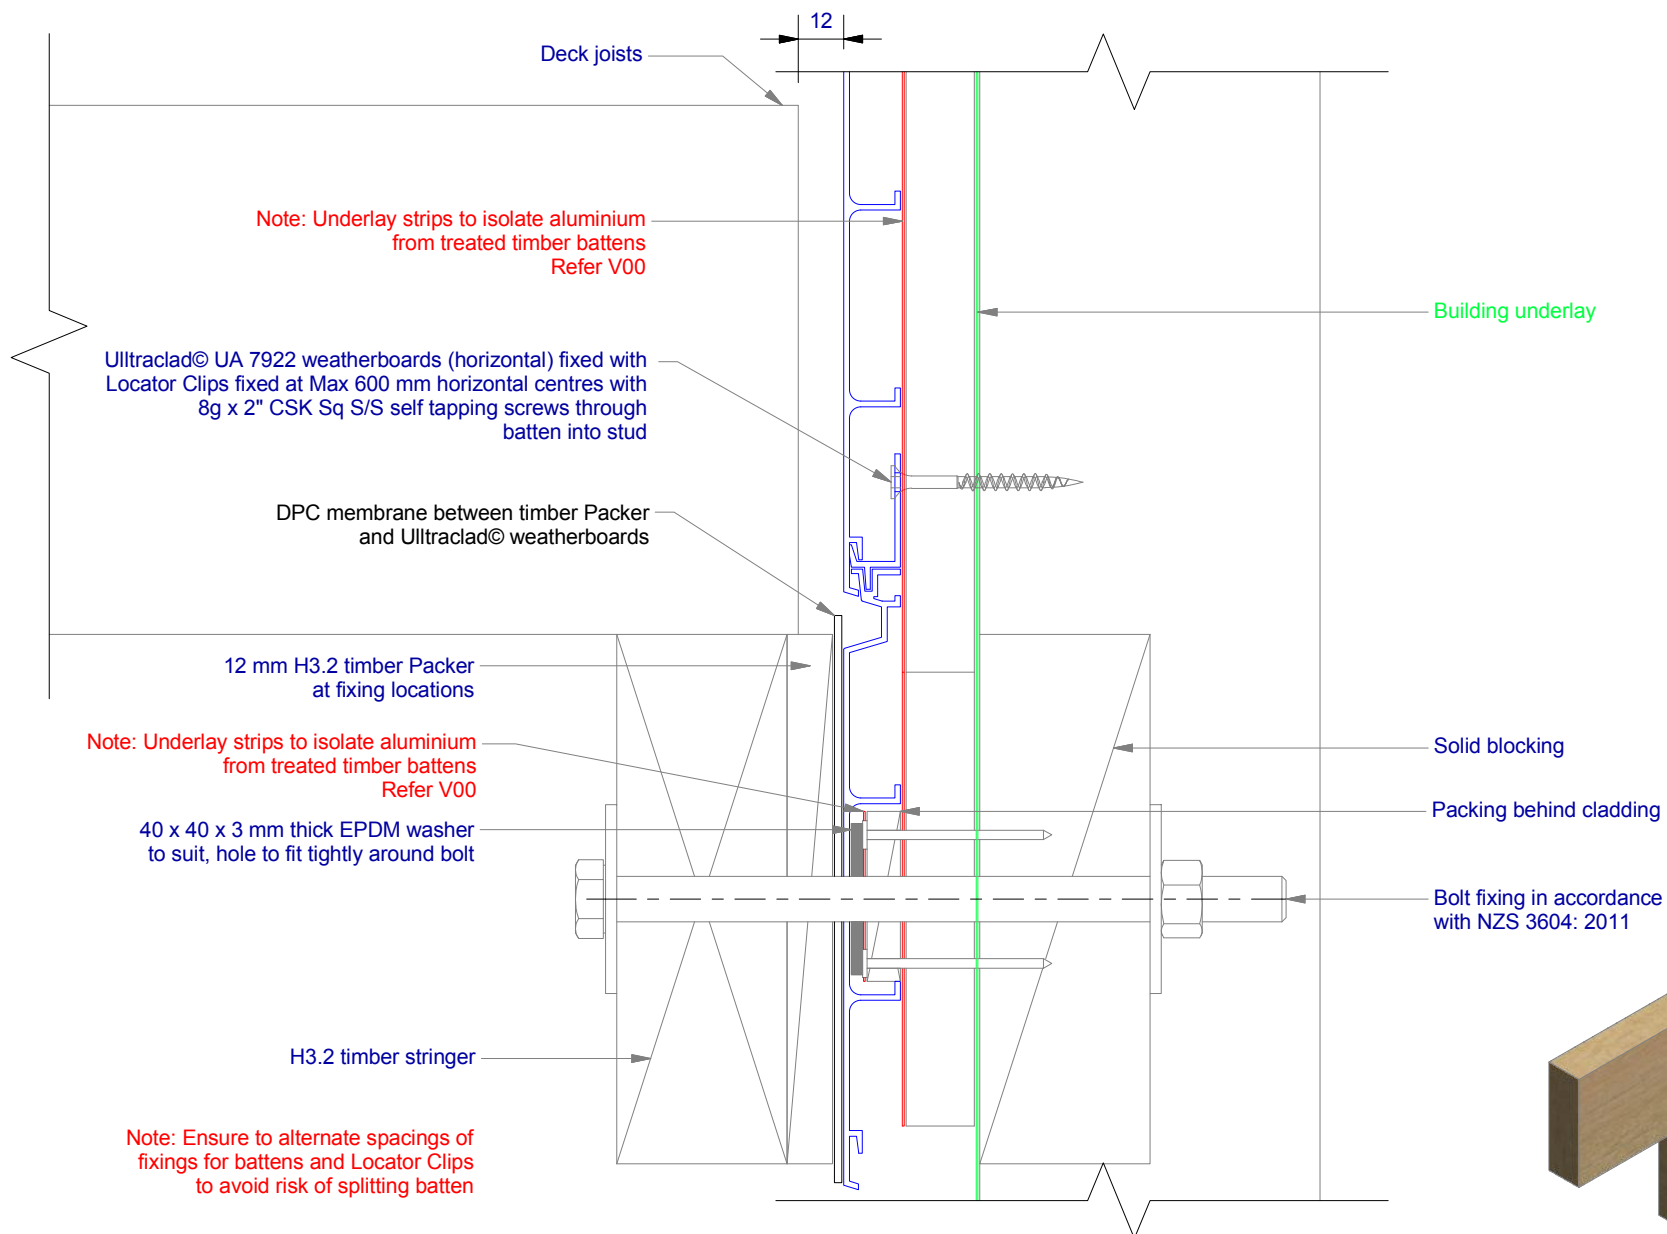 12
Deck joists
Note: Underlay strips to isolate aluminium
from treated timber battens
Refer V00
Building underlay
Ulltraclad© UA 7922 weatherboards (horizontal) fixed with
Locator Clips fixed at Max 600 mm horizontal centres with
8g x 2" CSK Sq S/S self tapping screws through
batten into stud
DPC membrane between timber Packer
and Ulltraclad© weatherboards
12 mm H3.2 timber Packer
at fixing locations
Note: Underlay strips to isolate aluminium
from treated timber battens
Refer V00
Solid blocking
Packing behind cladding
40 x 40 x 3 mm thick EPDM washer
to suit, hole to fit tightly around bolt
Bolt fixing in accordance
with NZS 3604: 2011
H3.2 timber stringer
Note: Ensure to alternate spacings of
fixings for battens and Locator Clips
to avoid risk of splitting batten